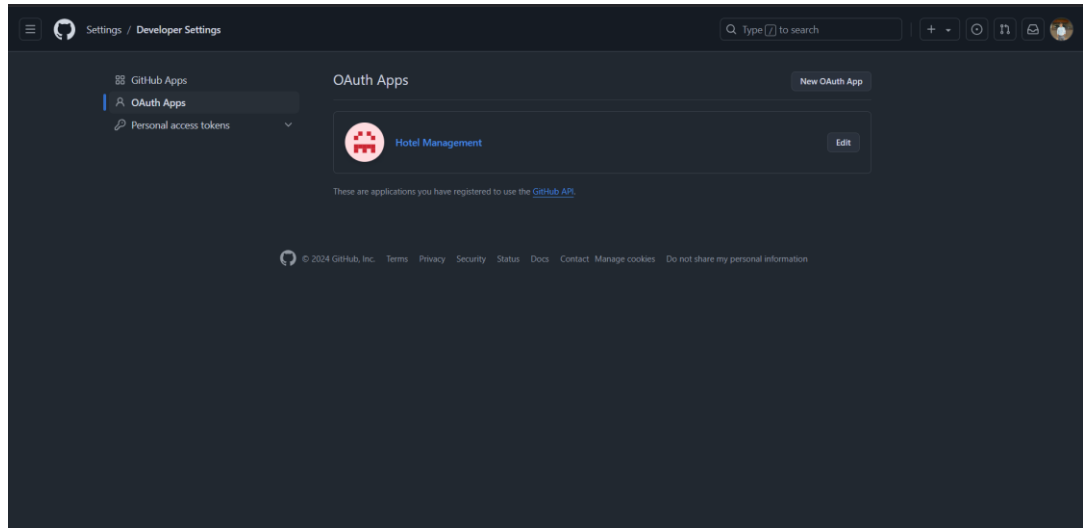 Settings / Developer Settings
Type / to search
GitHub Apps
OAuth Apps
Personal access tokens
OAuth Apps
New OAuth App
Hotel Management
Edit
These are applications you have registered to use the GitHub API.
© 2024 GitHub, Inc. Terms Privacy Security Status Docs Contact Manage cookies Do not share my personal information